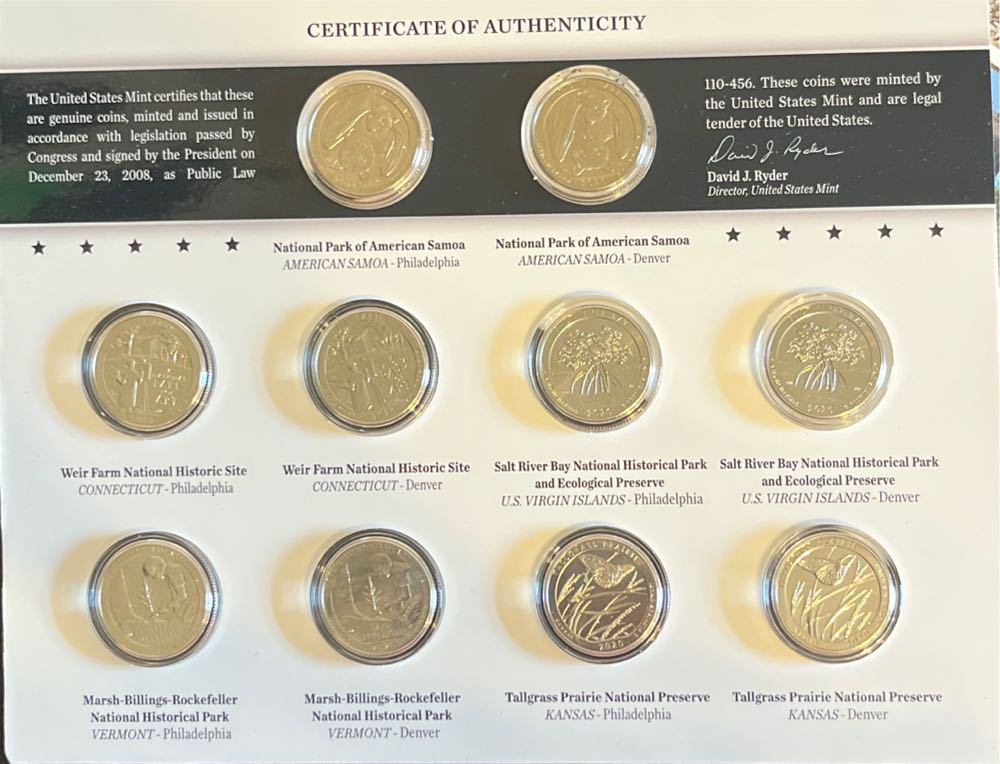 CERTIFICATE OF AUTHENTICITY
The United States Mint certifies that these
are genuine coins, minted and issued in
accordance with legislation passed by
Congress and signed by the President on
December 23, 2008, as Public Law
110-456. These coins were minted by
the United States Mint and are legal
tender of the United States.
David J. Ryder
David J. Ryder
Director, United States Mint
National Park of American Samoa
AMERICAN SAMOA - Philadelphia
National Park of American Samoa
AMERICAN SAMOA - Denver
2020
2020
Weir Farm National Historic Site
CONNECTICUT - Philadelphia
Weir Farm National Historic Site
CONNECTICUT - Denver
Salt River Bay National Historical Park
and Ecological Preserve
U.S. VIRGIN ISLANDS - Philadelphia
Salt River Bay National Historical Park
and Ecological Preserve
U.S. VIRGIN ISLANDS - Denver
TALLGRASS PRAIRIE
2020
2020
Marsh-Billings-Rockefeller
National Historical Park
VERMONT - Philadelphia
Marsh-Billings-Rockefeller
National Historical Park
VERMONT - Denver
Tallgrass Prairie National Preserve
KANSAS - Philadelphia
Tallgrass Prairie National Preserve
KANSAS - Denver